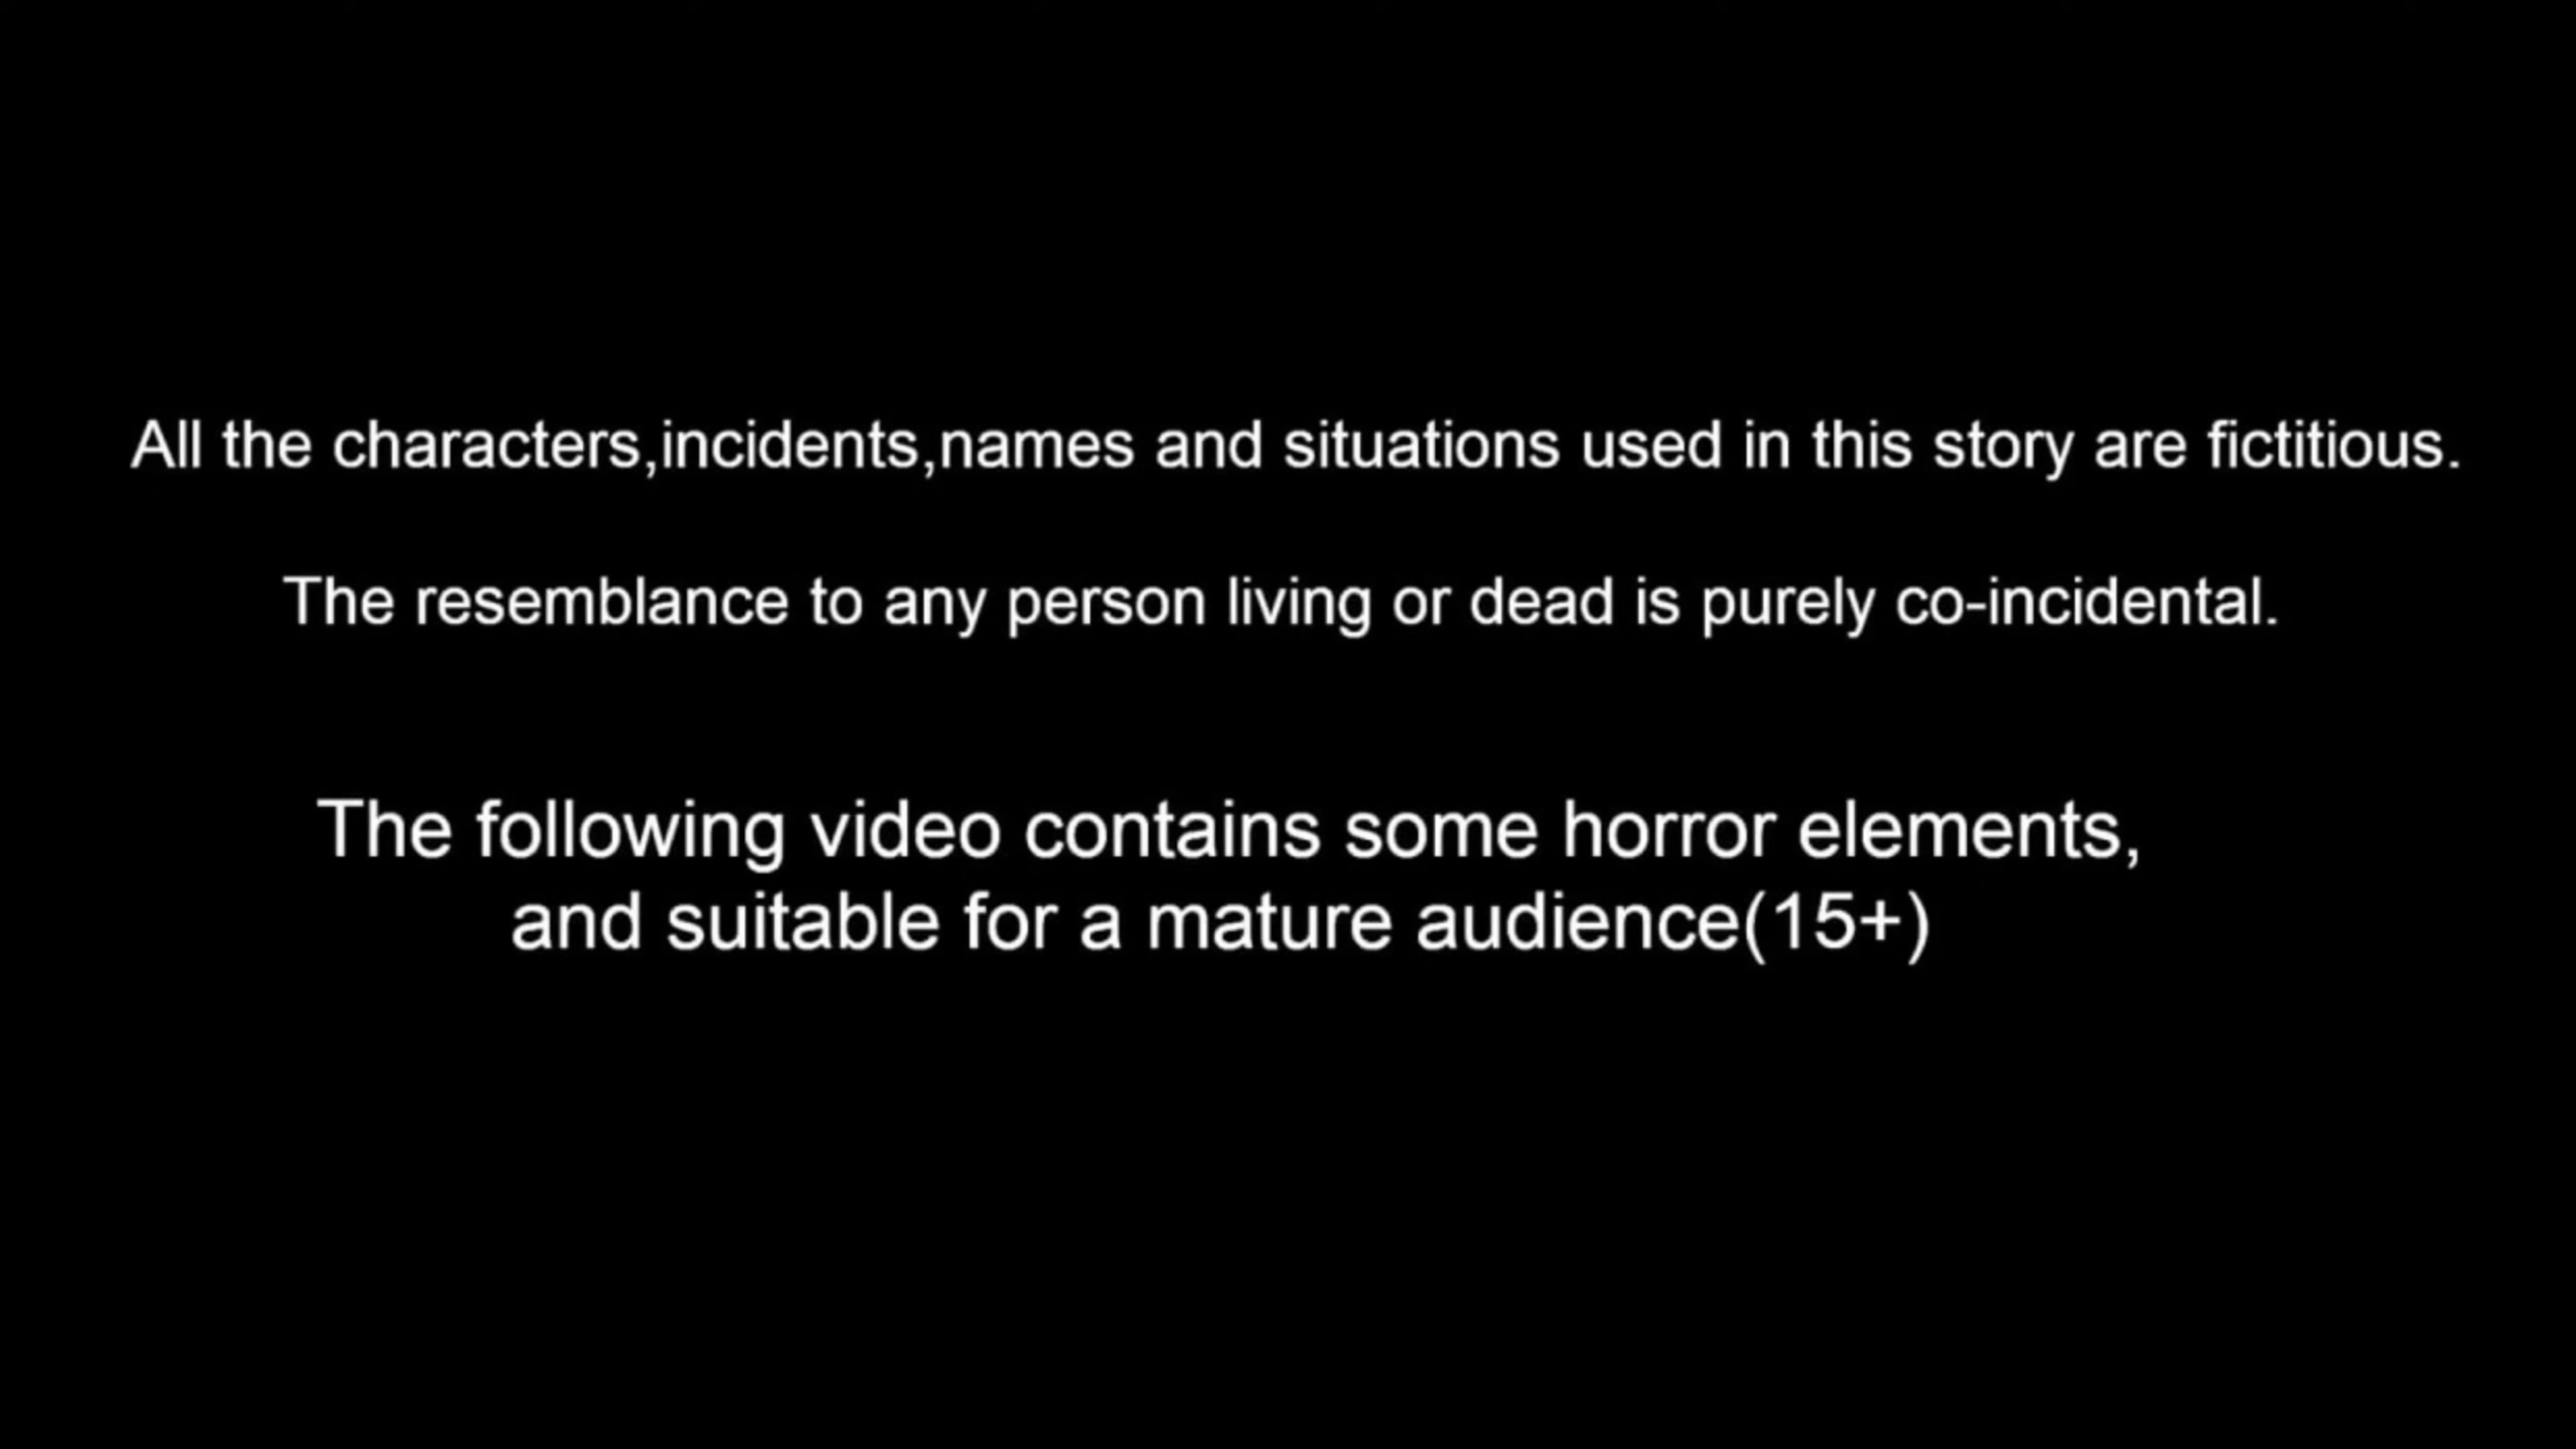 All the characters,incidents,names and situations used in this story are fictitious.
The resemblance to any person living or dead is purely co-incidental.
The following video contains some horror elements,
and suitable for a mature audience(15+)